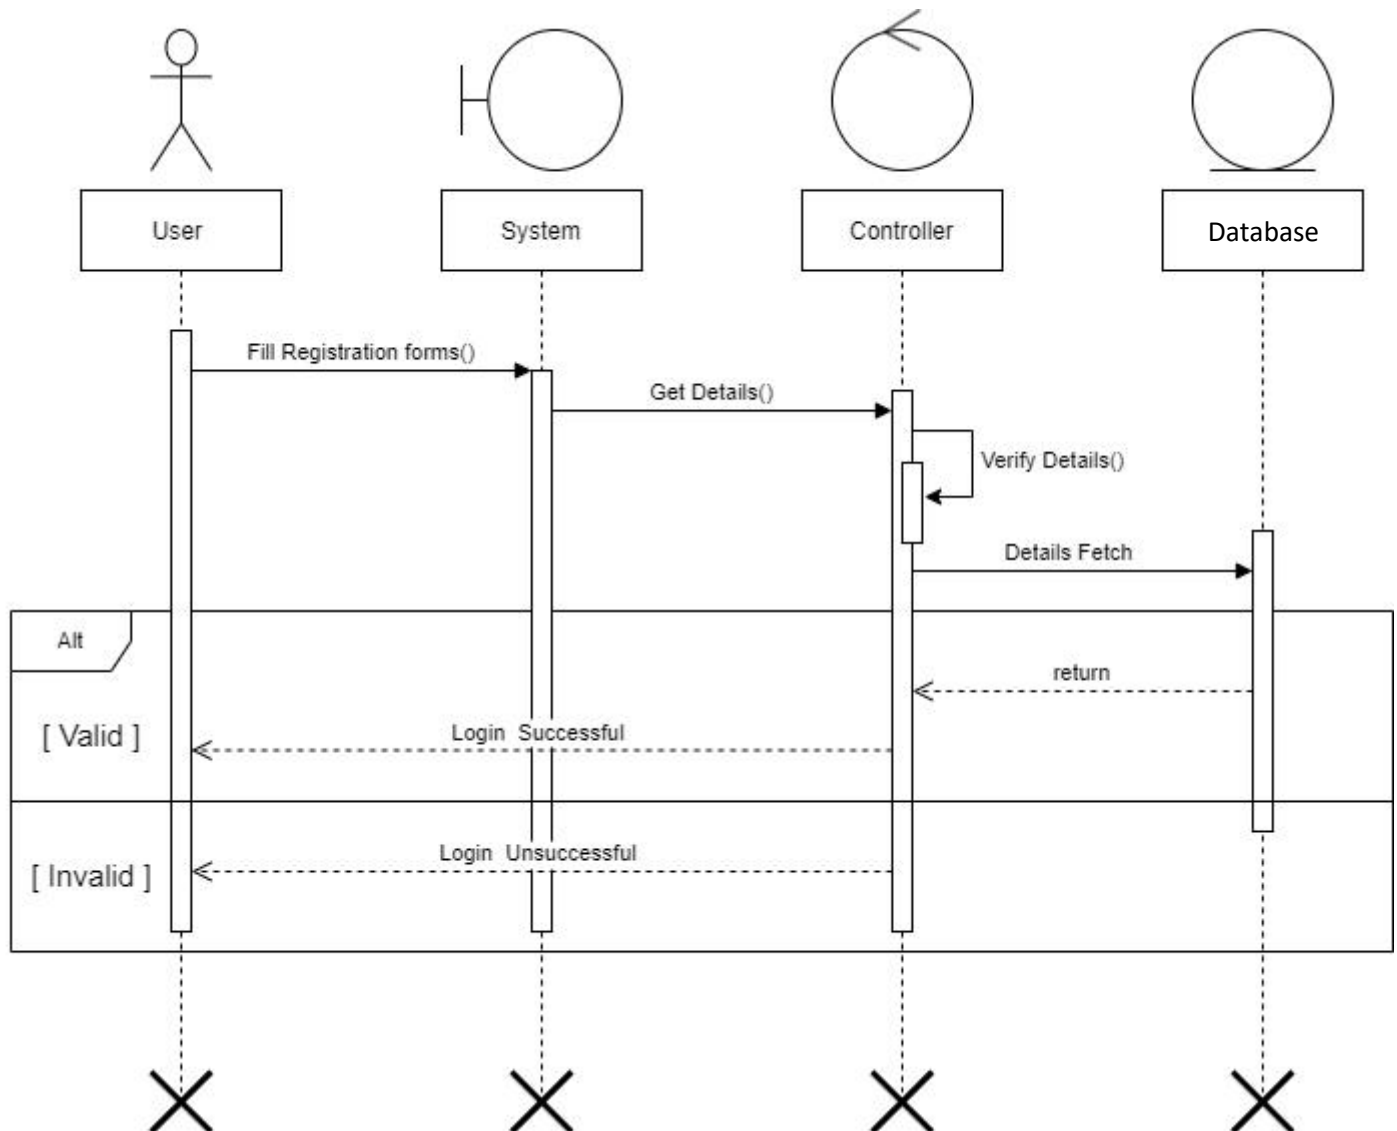 User
System
Controller
Database
Fill Registration forms()
Get Details()
Verify Details()
Details Fetch
Alt
return
[ Valid ]
Login  Successful
Login  Unsuccessful
[ Invalid ]